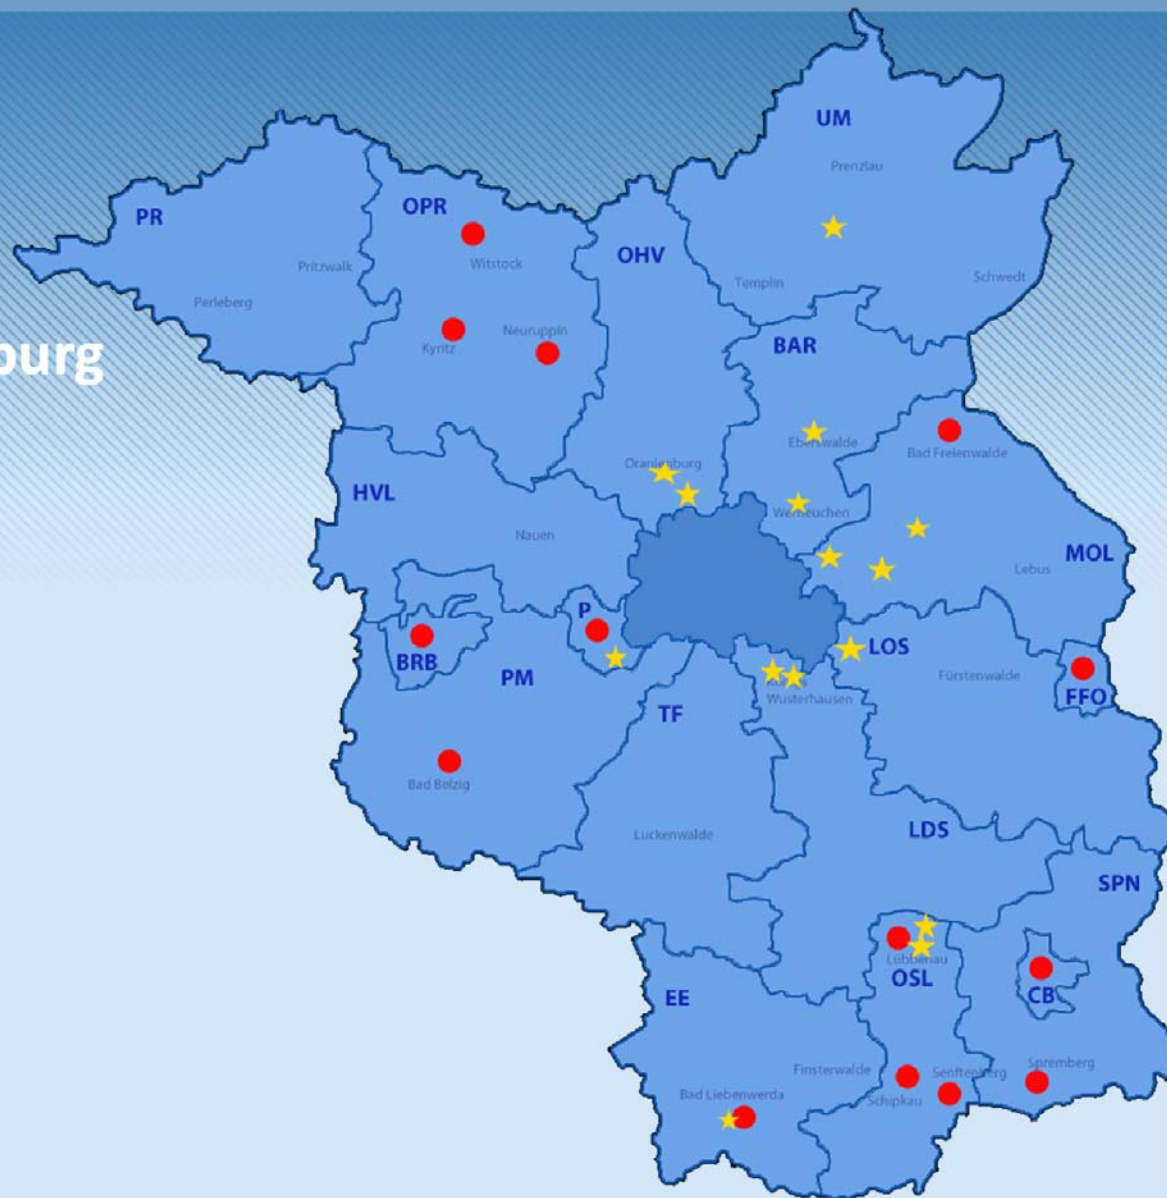 UM
Prenzlau
PR
OPR
Witstock
OHV
Pritzwalk
Perleberg
Templin
Schwedt
Neuruppin
Kyritz
burg
BAR
Eberswalde
Bad Freienwalde
Oranienburg
HVL
Werneuchen
Nauen
MOL
Lebus
P
BRB
PM
LOS
Fürstenwalde
FFO
Wusterhausen
TF
Bad Belzig
Luckenwalde
LDS
SPN
Lübbenau
OSL
CB
EE
Finsterwalde
Senftenberg
Spremberg
Bad Liebenwerda
Schipkau